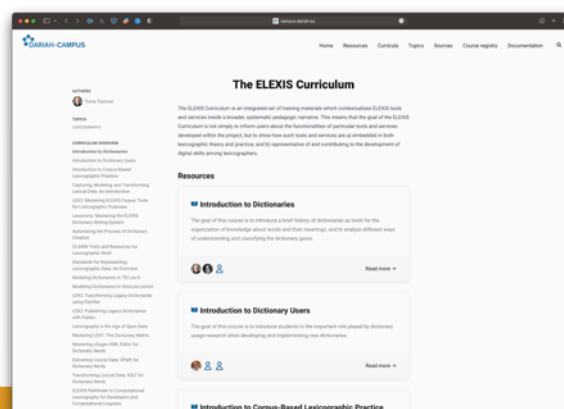 campus.dariah.eu
DARIAH-CAMPUS
Home Resources Curricula Topics Sources Course registry Documentation
AUTHORS
Toma Tasovac
TOPICS
LEXICOGRAPHY
CURRICULUM OVERVIEW
Introduction to Dictionaries
Introduction to Dictionary Users
Introduction to Corpus-Based
Lexicographic Practice
Capturing, Modeling and Transforming
Lexical Data: An Introduction
LEX2: Mastering ELEXIS Corpus Tools
for Lexicographic Purposes
Lexonomy: Mastering the ELEXIS
Dictionary Writing System
Automating the Process of Dictionary
Creation
CLARIN Tools and Resources for
Lexicographic Work
Standards for Representing
Lexicographic Data: An Overview
Modeling Dictionaries in TEI Lex-0
Modeling Dictionaries in OntoLex-Lemon
LEX3: Transforming Legacy Dictionaries
using Elexifier
LEX3: Publishing Legacy Dictionaries
with Publex
Lexicography in the Age of Open Data
Mastering LEX1: The Dictionary Matrix
Mastering oXygen XML Editor for
Dictionary Nerds
Extracting Lexical Data: XPath for
Dictionary Nerds
Transforming Lexical Data: XSLT for
Dictionary Nerds
ELEXIS Pathfinder to Computational
Lexicography for Developers and
Computational Linguists
The ELEXIS Curriculum
The ELEXIS Curriculum is an integrated set of training materials which contextualizes ELEXIS tools
and services inside a broader, systematic pedagogic narrative. This means that the goal of the ELEXIS
Curriculum is not simply to inform users about the functionalities of particular tools and services
developed within the project, but to show how such tools and services are a) embedded in both
lexicographic theory and practice; and b) representative of and contributing to the development of
digital skills among lexicographers.
Resources
Introduction to Dictionaries
The goal of this course is to introduce a brief history of dictionaries as tools for the
organization of knowledge about words and their meanings, and to analyze different ways
of understanding and classifying the dictionary genre.
Read more →
Introduction to Dictionary Users
The goal of this course is to introduce students to the important role played by dictionary
usage research when developing and implementing new dictionaries.
Read more →
Introduction to Corpus-Based Lexicographic Practice